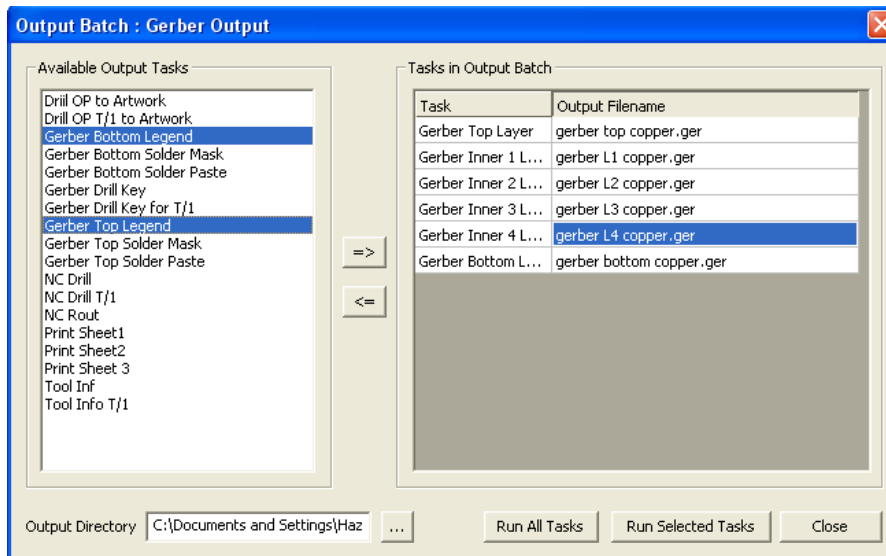 Output Batch : Gerber Output
Available Output Tasks
Driil OP to Artwork
Drill OP T/1 to Artwork
Gerber Bottom Legend
Gerber Bottom Solder Mask
Gerber Bottom Solder Paste
Gerber Drill Key
Gerber Drill Key for T/1
Gerber Top Legend
Gerber Top Solder Mask
Gerber Top Solder Paste
NC Drill
NC Drill T/1
NC Rout
Print Sheet1
Print Sheet2
Print Sheet 3
Tool Inf
Tool Info T/1
=>
<=
Tasks in Output Batch
Task Output Filename
Gerber Top Layer gerber top copper.ger
Gerber Inner 1 L... gerber L1 copper.ger
Gerber Inner 2 L... gerber L2 copper.ger
Gerber Inner 3 L... gerber L3 copper.ger
Gerber Inner 4 L... gerber L4 copper.ger
Gerber Bottom L... gerber bottom copper.ger
Output Directory C:\Documents and Settings\Haz ... Run All Tasks Run Selected Tasks Close